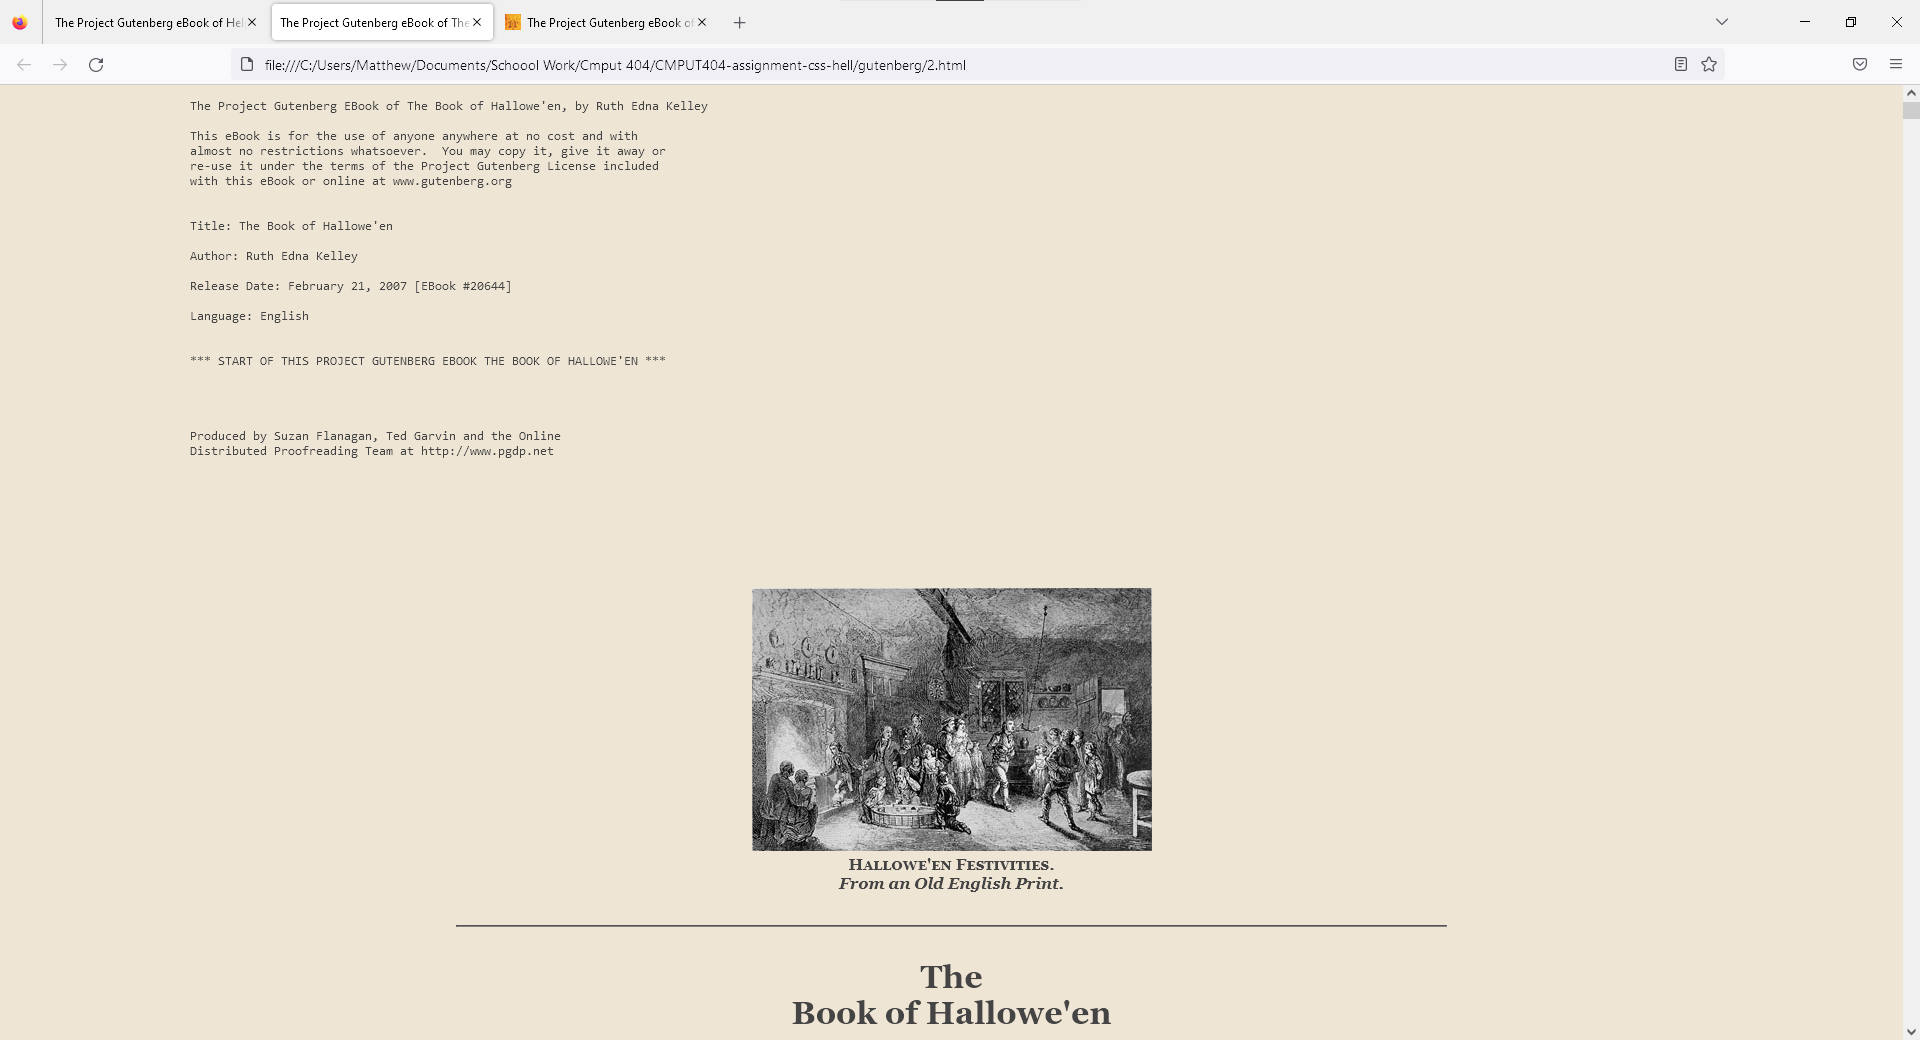 The Project Gutenberg eBook of Hel
The Project Gutenberg eBook of The
The Project Gutenberg eBook of
file:///C:/Users/Matthew/Documents/Schoool Work/Cmput 404/CMPUT404-assignment-css-hell/gutenberg/2.html
The Project Gutenberg EBook of The Book of Hallowe'en, by Ruth Edna Kelley
This eBook is for the use of anyone anywhere at no cost and with
almost no restrictions whatsoever.  You may copy it, give it away or
re-use it under the terms of the Project Gutenberg License included
with this eBook or online at www.gutenberg.org
Title: The Book of Hallowe'en
Author: Ruth Edna Kelley
Release Date: February 21, 2007 [EBook #20644]
Language: English
*** START OF THIS PROJECT GUTENBERG EBOOK THE BOOK OF HALLOWE'EN ***
Produced by Suzan Flanagan, Ted Garvin and the Online
Distributed Proofreading Team at http://www.pgdp.net
Hallowe'en Festivities.
From an Old English Print.
The
Book of Hallowe'en